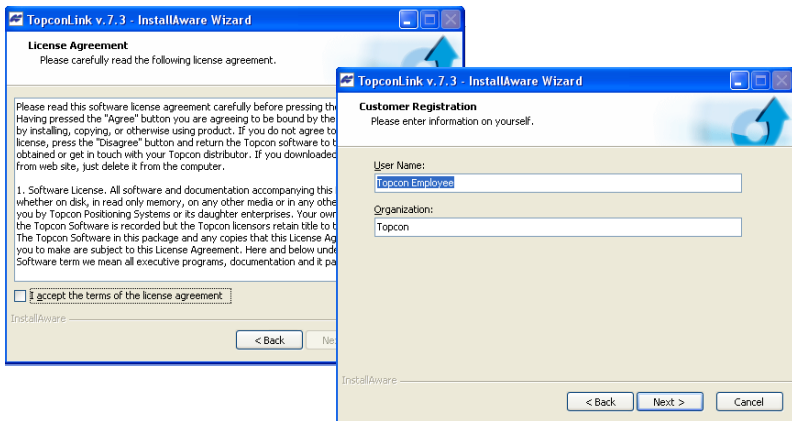 TopconLink v.7.3 - InstallAware Wizard
License Agreement
Please carefully read the following license agreement.
Please read this software license agreement carefully before pressing the
Having pressed the "Agree" button you are agreeing to be bound by the
by installing, copying, or otherwise using product. If you do not agree to
license, press the "Disagree" button and return the Topcon software to t
obtained or get in touch with your Topcon distributor. If you downloaded
from web site, just delete it from the computer.
1. Software License. All software and documentation accompanying this
whether on disk, in read only memory, on any other media or in any othe
you by Topcon Positioning Systems or its daughter enterprises. Your own
the Topcon Software is recorded but the Topcon licensors retain title to t
The Topcon Software in this package and any copies that this License Ag
you to make are subject to this License Agreement. Here and below unde
Software term we mean all executive programs, documentation and it pa
I accept the terms of the license agreement
InstallAware
< Back Ne
TopconLink v.7.3 - InstallAware Wizard
Customer Registration
Please enter information on yourself.
User Name:
Topcon Employee
Organization:
Topcon
InstallAware
< Back Next > Cancel